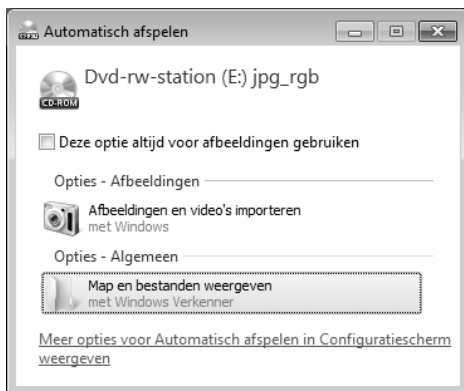 Automatisch afspelen
Dvd-rw-station (E:) jpg_rgb
CD-ROM
Deze optie altijd voor afbeeldingen gebruiken
Opties - Afbeeldingen
Afbeeldingen en video's importeren
met Windows
Opties - Algemeen
Map en bestanden weergeven
met Windows Verkenner
Meer opties voor Automatisch afspelen in Configuratiescherm
weergeven